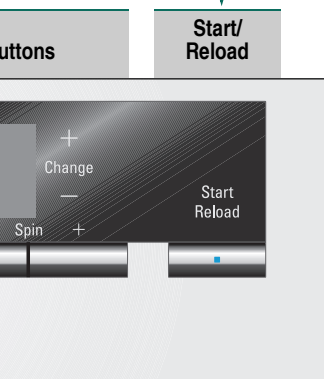 Start/
Reload
uttons
+
Change
−
Start
Reload
Spin +